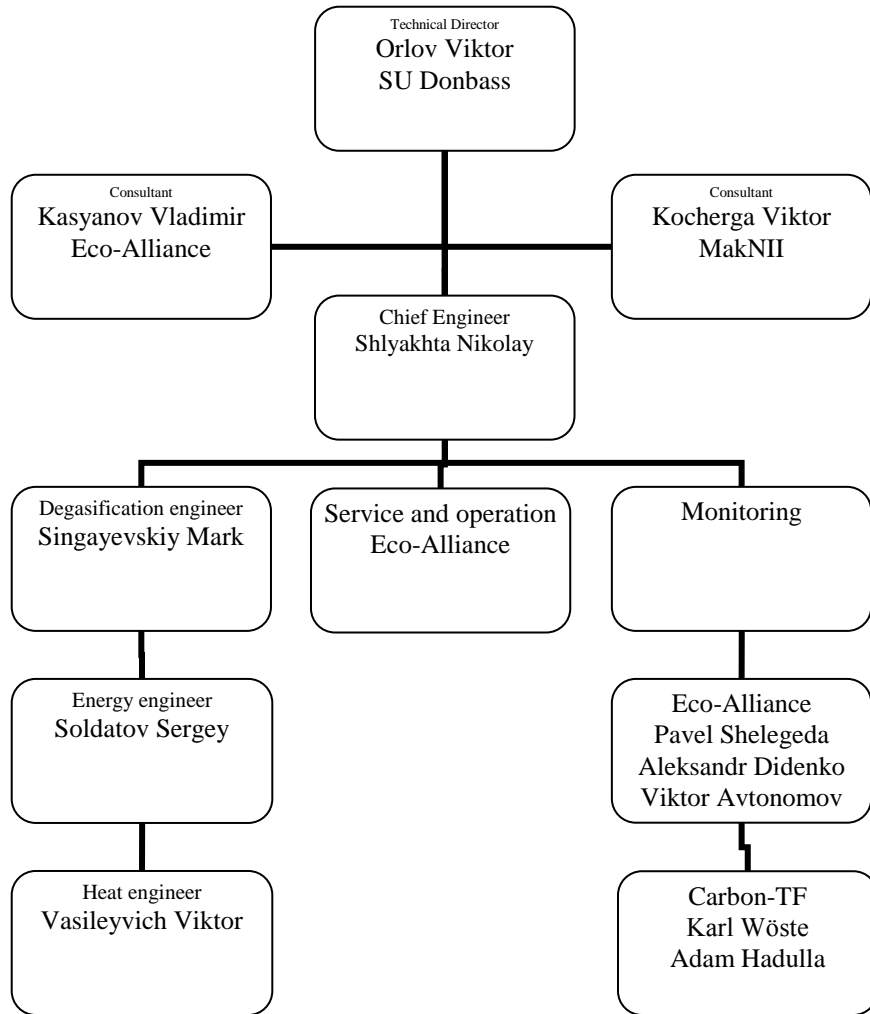 Technical Director
Orlov Viktor
SU Donbass
Consultant
Kasyanov Vladimir
Eco-Alliance
Consultant
Kocherga Viktor
MakNII
Chief Engineer
Shlyakhta Nikolay
Degasification engineer
Singayevskiy Mark
Service and operation
Eco-Alliance
Monitoring
Energy engineer
Soldatov Sergey
Eco-Alliance
Pavel Shelegeda
Aleksandr Didenko
Viktor Avtonomov
Heat engineer
Vasileyvich Viktor
Carbon-TF
Karl Wöste
Adam Hadulla